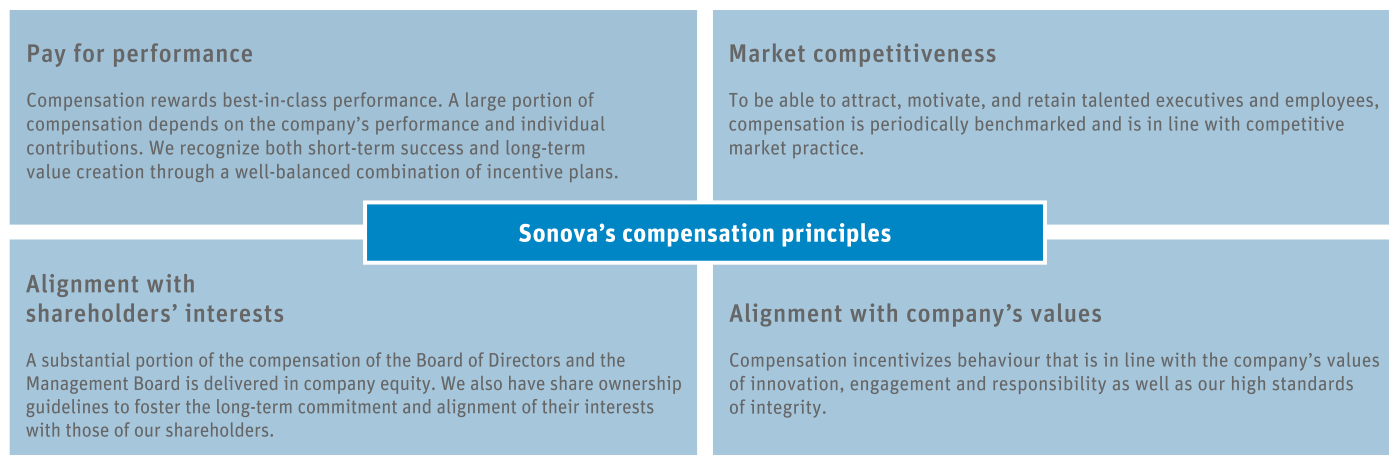 Pay for performance
Compensation rewards best-in-class performance. A large portion of
compensation depends on the company’s performance and individual
contributions. We recognize both short-term success and long-term
value creation through a well-balanced combination of incentive plans.
Market competitiveness
To be able to attract, motivate, and retain talented executives and employees,
compensation is periodically benchmarked and is in line with competitive
market practice.
Sonova’s compensation principles
Alignment with
shareholders’ interests
A substantial portion of the compensation of the Board of Directors and the
Management Board is delivered in company equity. We also have share ownership
guidelines to foster the long-term commitment and alignment of their interests
with those of our shareholders.
Alignment with company’s values
Compensation incentivizes behaviour that is in line with the company’s values
of innovation, engagement and responsibility as well as our high standards
of integrity.